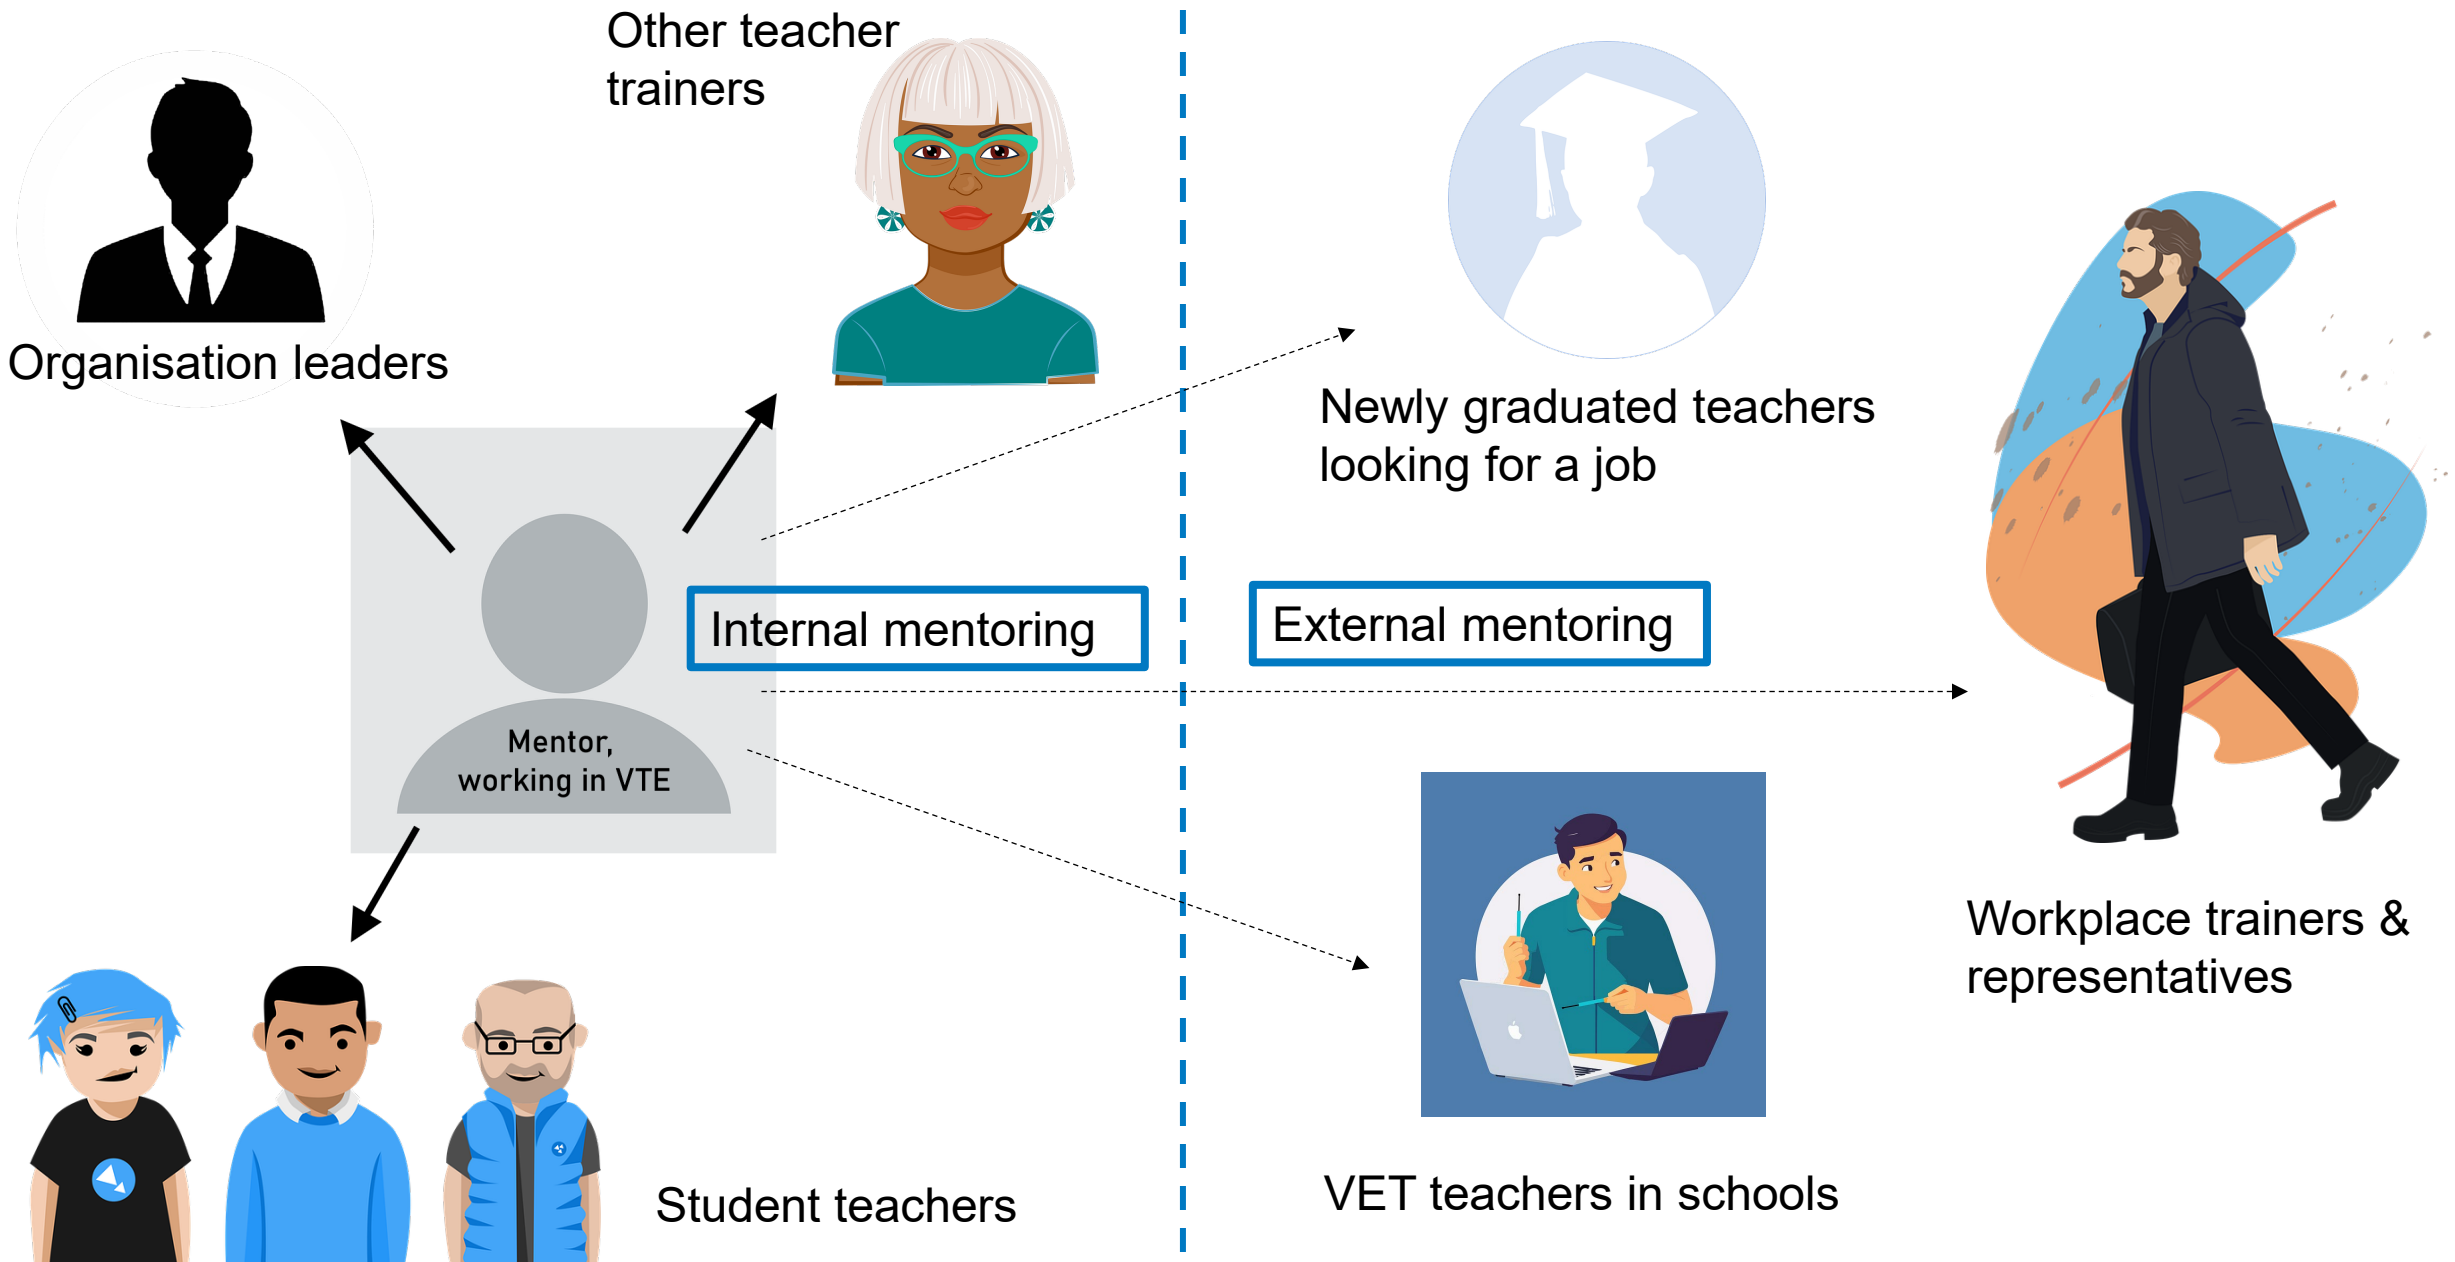 Other teacher
trainers
Organisation leaders
Newly graduated teachers
looking for a job
Internal mentoring
External mentoring
Mentor,
working in VTE
Workplace trainers &
representatives
Student teachers
VET teachers in schools